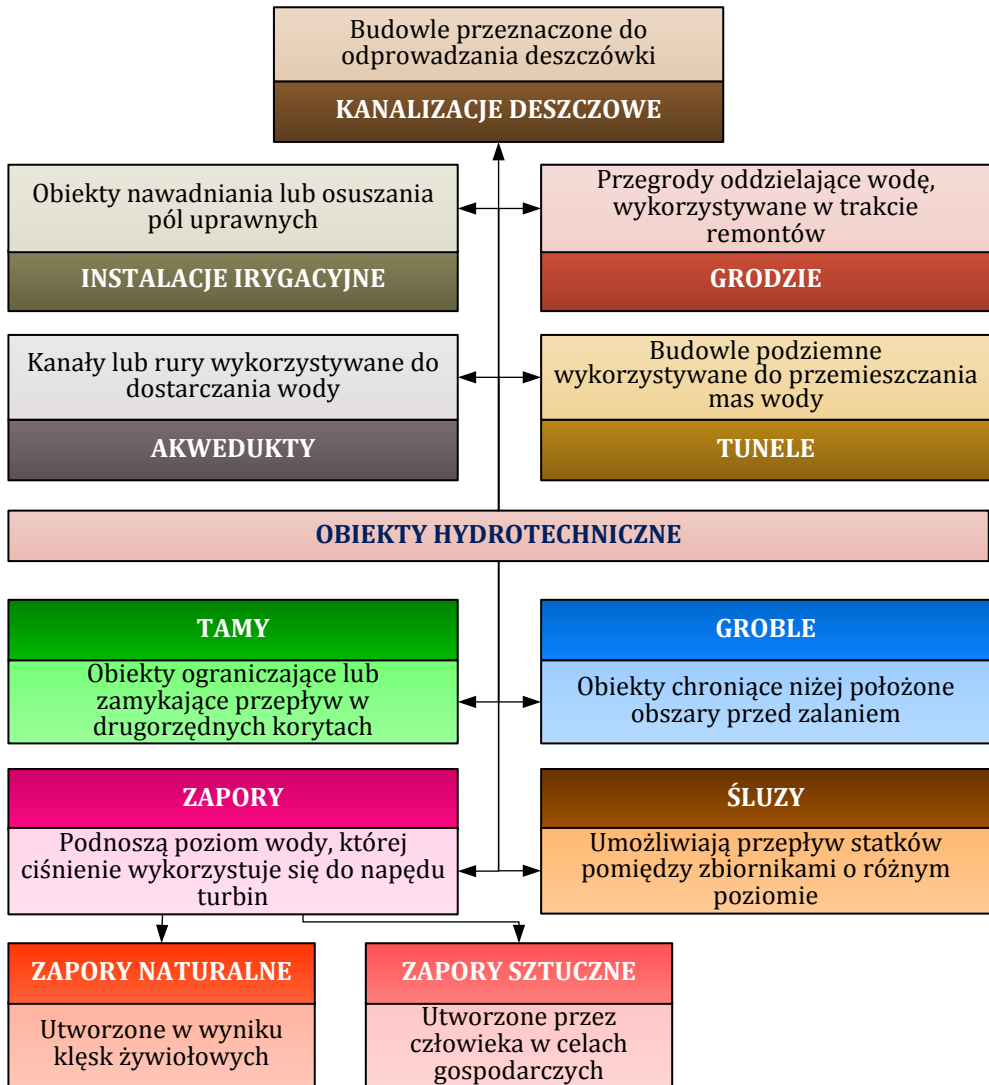 Budowle przeznaczone do
odprowadzania deszczówki
KANALIZACJE DESZCZOWE
Obiekty nawadniania lub osuszania
pól uprawnych
INSTALACJE IRYGACYJNE
Przegrody oddzielające wodę,
wykorzystywane w trakcie
remontów
GRODZIE
Kanały lub rury wykorzystywane do
dostarczania wody
AKWEDUKTY
Budowle podziemne
wykorzystywane do przemieszczania
mas wody
TUNELE
OBIEKTY HYDROTECHNICZNE
TAMY
Obiekty ograniczające lub
zamykające przepływ w
drugorzędnych korytach
GROBLE
Obiekty chroniące niżej położone
obszary przed zalaniem
ZAPORY
Podnoszą poziom wody, której
ciśnienie wykorzystuje się do napędu
turbin
ŚLUZY
Umożliwiają przepływ statków
pomiędzy zbiornikami o różnym
poziomie
ZAPORY NATURALNE
Utworzone w wyniku
klęsk żywiołowych
ZAPORY SZTUCZNE
Utworzone przez
człowieka w celach
gospodarczych